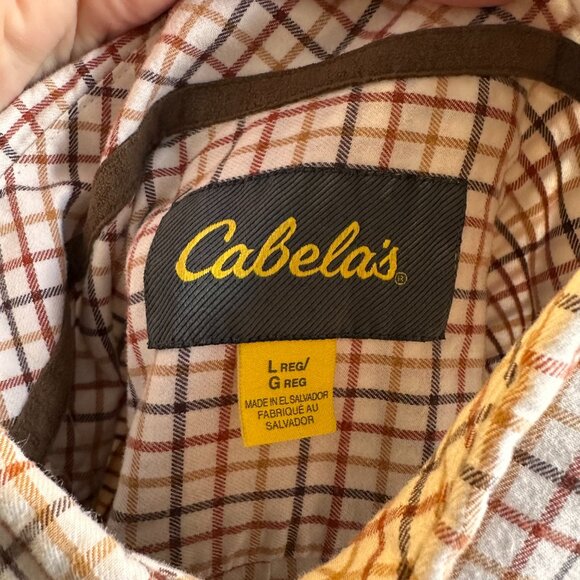 Cabela's®
L REG/
G REG
MADE IN EL SALVADOR
FABRIQUÉ AU
SALVADOR